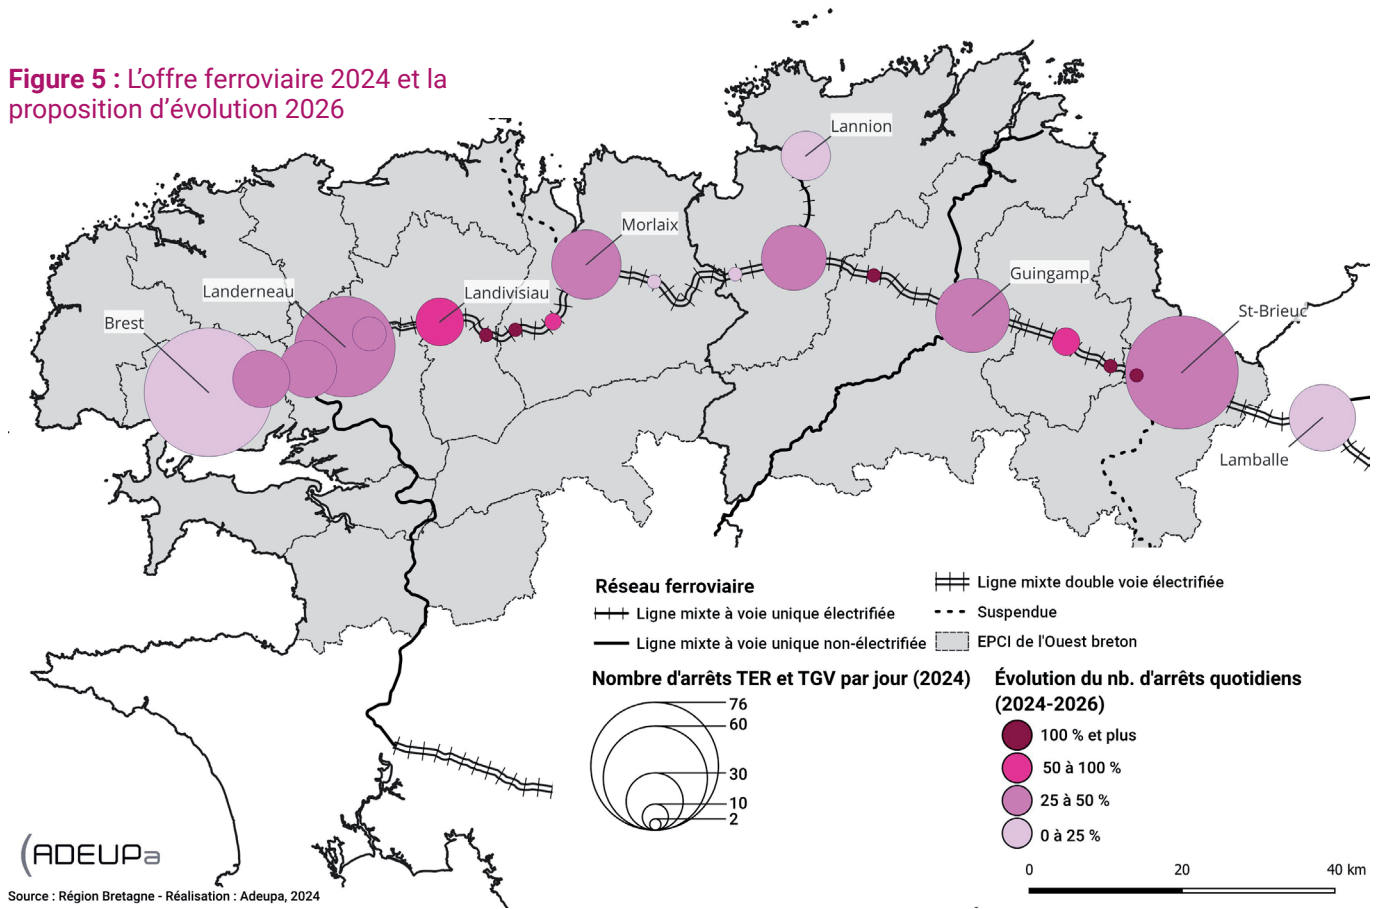 Figure 5 : L'offre ferroviaire 2024 et la
proposition d'évolution 2026
Lannion
Morlaix
Guingamp
Landerneau
Landivisiau
St-Brieuc
Brest
Lamballe
Réseau ferroviaire
Ligne mixte à voie unique électrifiée
Ligne mixte à voie unique non-électrifiée
Ligne mixte double voie électrifiée
Suspendue
EPCI de l'Ouest breton
Nombre d'arrêts TER et TGV par jour (2024)
76
60
30
10
2
Évolution du nb. d'arrêts quotidiens
(2024-2026)
100 % et plus
50 à 100 %
25 à 50 %
0 à 25 %
0 20 40 km
ADEUPa
Source : Région Bretagne - Réalisation : Adeupa, 2024